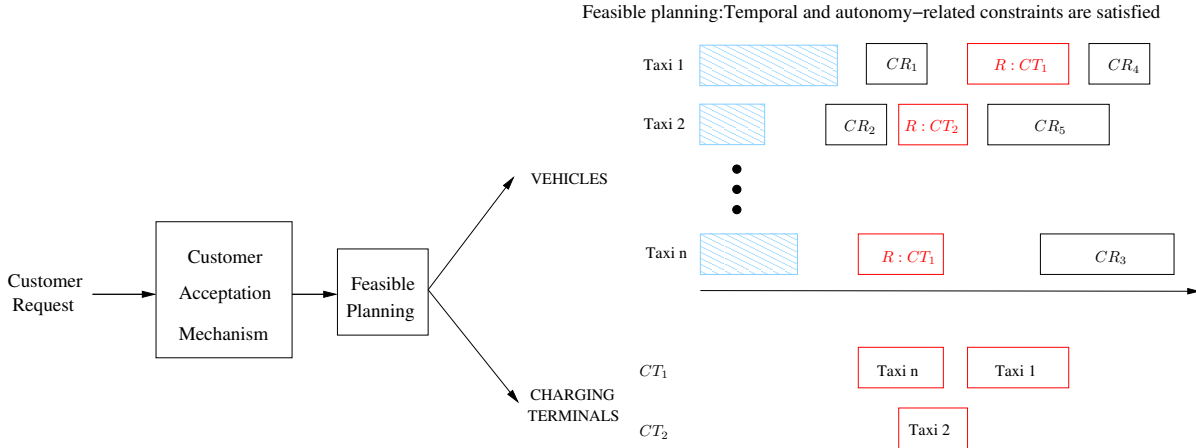 Feasible planning:Temporal and autonomy−related constraints are satisfied
Taxi 1
CR₁
R : CT₁
CR₄
Taxi 2
CR₂
R : CT₂
CR₅
VEHICLES
Taxi n
R : CT₁
CR₃
Customer
Request
Customer
Acceptation
Mechanism
Feasible
Planning
CHARGING
TERMINALS
CT₁
Taxi n
Taxi 1
CT₂
Taxi 2